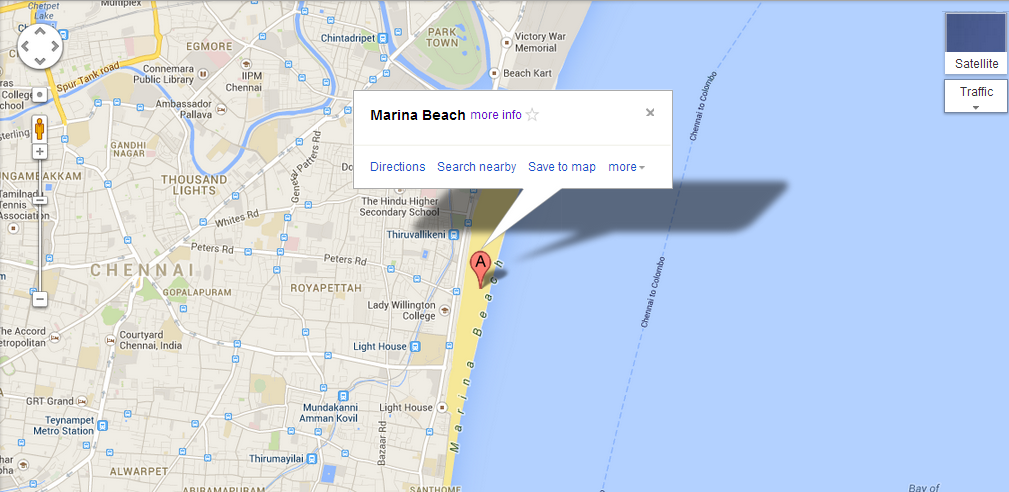 Chetpet
Lake
Multiplex
EGMORE
Chintadripet
PARK
TOWN
Victory War
Memorial
Connemara
Public Library
IIPM
Chennai
Beach Kart
Spur Tank road
Ambassador
Pallava
Satellite
Traffic
Marina Beach more info
Directions Search nearby Save to map more
Chennai to Colombo
College
Sterling
GANDHI
NAGAR
General Patters Rd
UNGAMBAKKAM
THOUSAND
LIGHTS
Tamilnadu
Tennis
Association
Whites Rd
The Hindu Higher
Secondary School
Thiruvallikeni
Peters Rd
Peters Rd
A
CHENNAI
GOPALAPURAM
ROYAPETTAH
Lady Willington
College
Marina Beach
Chennai to Colombo
The Accord
Metropolitan
Courtyard
Chennai, India
Light House
GRT Grand
Mundakanni
Amman Kovil
Light House
Teynampet
Metro Station
Bazaar Rd
Thirumayilai
ALWARPET
ABIRAMAPURAM
SANTHOME
Bay of